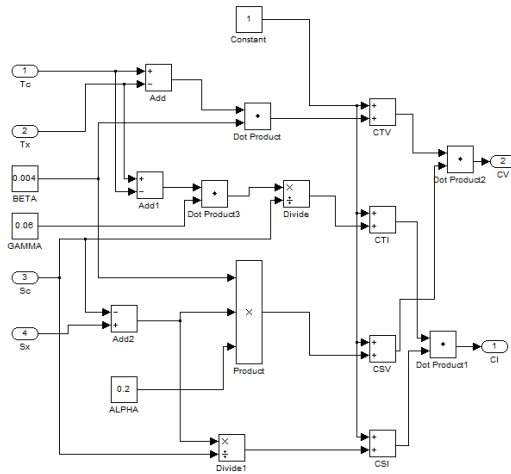 1
Constant
1
Tc
+
−
Add
+
+
CTV
2
Tx
Dot Product
2
CV
Dot Product2
0.004
BETA
+
−
Add1
Dot Product3
×
÷
Divide
0.06
GAMMA
+
+
CTI
3
Sc
−
+
Add2
4
Sx
×
Product
+
+
CSV
Dot Product1
1
CI
0.2
ALPHA
×
÷
Divide1
+
+
CSI